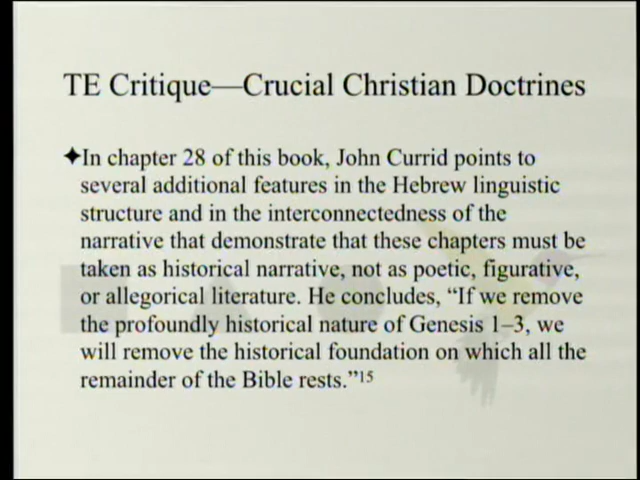 TE Critique—Crucial Christian Doctrines
✦In chapter 28 of this book, John Currid points to
several additional features in the Hebrew linguistic
structure and in the interconnectedness of the
narrative that demonstrate that these chapters must be
taken as historical narrative, not as poetic, figurative,
or allegorical literature. He concludes, “If we remove
the profoundly historical nature of Genesis 1–3, we
will remove the historical foundation on which all the
remainder of the Bible rests.”15